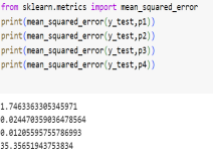 from sklearn.metrics import mean_squared_error
print(mean_squared_error(y_test,p1))
print(mean_squared_error(y_test,p2))
print(mean_squared_error(y_test,p3))
print(mean_squared_error(y_test,p4))
1.7463363305345971
0.024470359036478564
0.01205595755786993
35.35651943753834